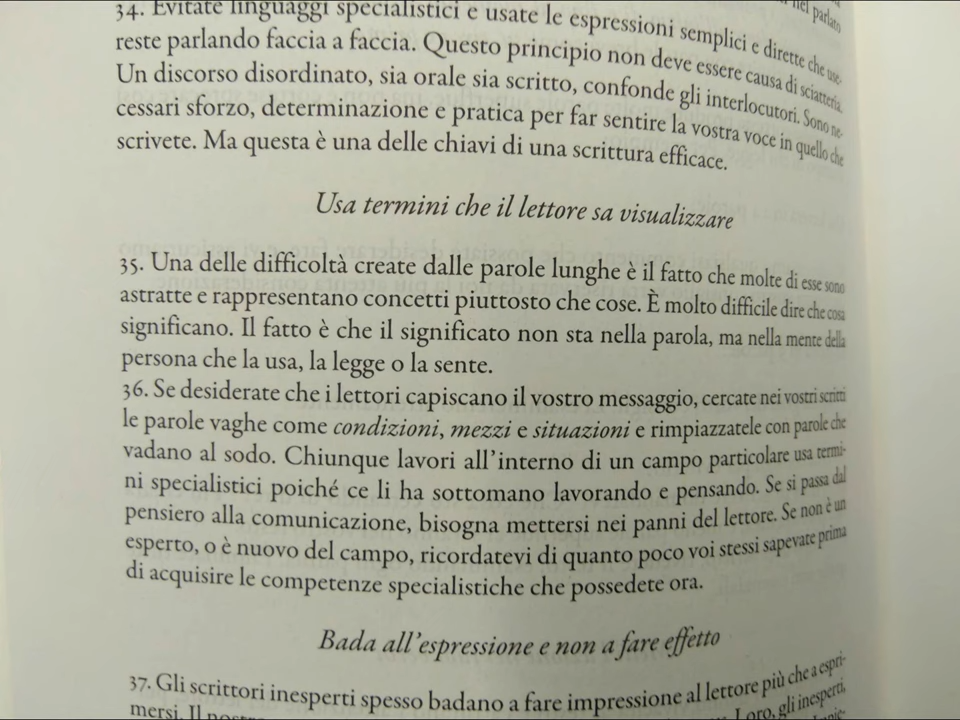 nel parlato
34. Evitate linguaggi specialistici e usate le espressioni semplici e dirette che use-
reste parlando faccia a faccia. Questo principio non deve essere causa di sciatteria.
Un discorso disordinato, sia orale sia scritto, confonde gli interlocutori. Sono ne-
cessari sforzo, determinazione e pratica per far sentire la vostra voce in quello che
scrivete. Ma questa è una delle chiavi di una scrittura efficace.
Usa termini che il lettore sa visualizzare
35. Una delle difficoltà create dalle parole lunghe è il fatto che molte di esse sono
astratte e rappresentano concetti piuttosto che cose. È molto difficile dire che cosa
significano. Il fatto è che il significato non sta nella parola, ma nella mente della
persona che la usa, la legge o la sente.
36. Se desiderate che i lettori capiscano il vostro messaggio, cercate nei vostri scritti
le parole vaghe come condizioni, mezzi e situazioni e rimpiazzatele con parole che
vadano al sodo. Chiunque lavori all'interno di un campo particolare usa termi-
ni specialistici poiché ce li ha sottomano lavorando e pensando. Se si passa dal
pensiero alla comunicazione, bisogna mettersi nei panni del lettore. Se non è un
esperto, o è nuovo del campo, ricordatevi di quanto poco voi stessi sapevate prima
di acquisire le competenze specialistiche che possedete ora.
Bada all'espressione e non a fare effetto
37. Gli scrittori inesperti spesso badano a fare impressione al lettore più che a espri-
mersi. Il Loro, gli inesperti,